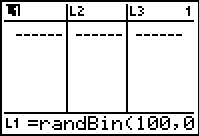 L1 L2 L3 1
------ ------ ------
L1 =randBin(100,0